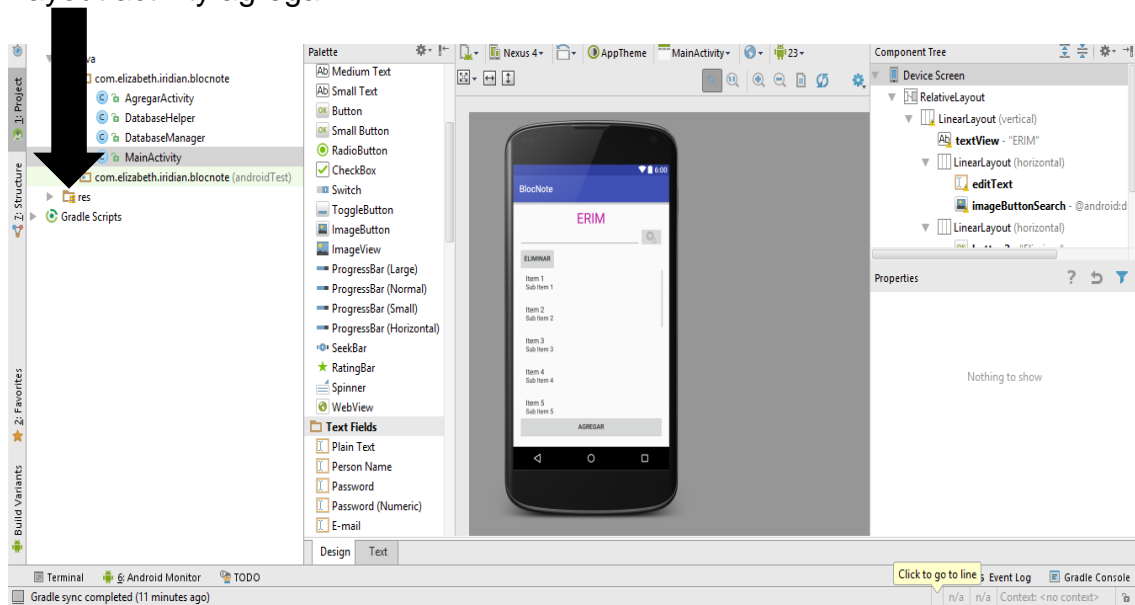 1: Project
Z: Structure
2: Favorites
Build Variants
com.elizabeth.iridian.blocnote
AgregarActivity
DatabaseHelper
DatabaseManager
MainActivity
com.elizabeth.iridian.blocnote (androidTest)
res
Gradle Scripts
Palette
Medium Text
Small Text
Button
Small Button
RadioButton
CheckBox
Switch
ToggleButton
ImageButton
ImageView
ProgressBar (Large)
ProgressBar (Normal)
ProgressBar (Small)
ProgressBar (Horizontal)
SeekBar
RatingBar
Spinner
WebView
Text Fields
Plain Text
Person Name
Password
Password (Numeric)
E-mail
Design Text
Nexus 4 AppTheme MainActivity 23
6:00
BlocNote
ERIM
ELIMINAR
Item 1
Sub Item 1
Item 2
Sub Item 2
Item 3
Sub Item 3
Item 4
Sub Item 4
Item 5
Sub Item 5
AGREGAR
Component Tree
Device Screen
RelativeLayout
LinearLayout (vertical)
textView - "ERIM"
LinearLayout (horizontal)
editText
imageButtonSearch - @android:d
LinearLayout (horizontal)
Properties
Nothing to show
Terminal 6: Android Monitor TODO
Click to go to line Event Log Gradle Console
Gradle sync completed (11 minutes ago) n/a n/a Context: <no context>